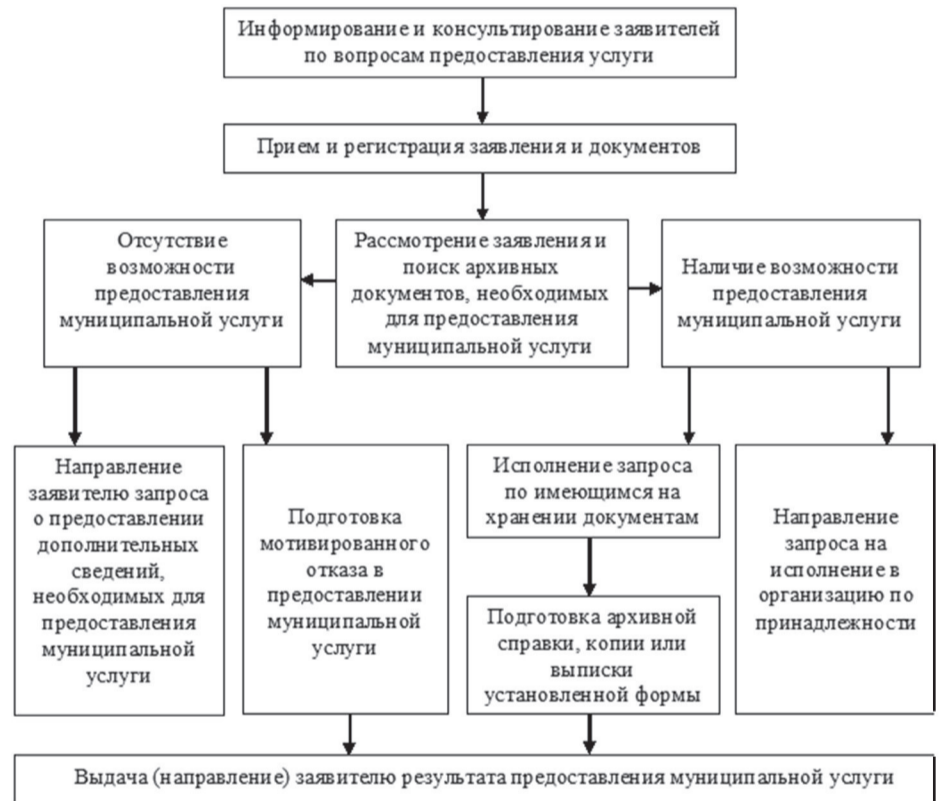 Информирование и консультирование заявителей
по вопросам предоставления услуги
Прием и регистрация заявления и документов
Отсутствие
возможности
предоставления
муниципальной услуги
Рассмотрение заявления и
поиск архивных
документов, необходимых
для предоставления
муниципальной услуги
Наличие возможности
предоставления
муниципальной услуги
Направление
заявителю запроса
о предоставлении
дополнительных
сведений,
необходимых для
предоставления
муниципальной
услуги
Подготовка
мотивированного
отказа в
предоставлении
муниципальной
услуги
Исполнение запроса
по имеющимся на
хранении документам
Подготовка архивной
справки, копии или
выписки
установленной формы
Направление
запроса на
исполнение в
организацию по
принадлежности
Выдача (направление) заявителю результата предоставления муниципальной услуги